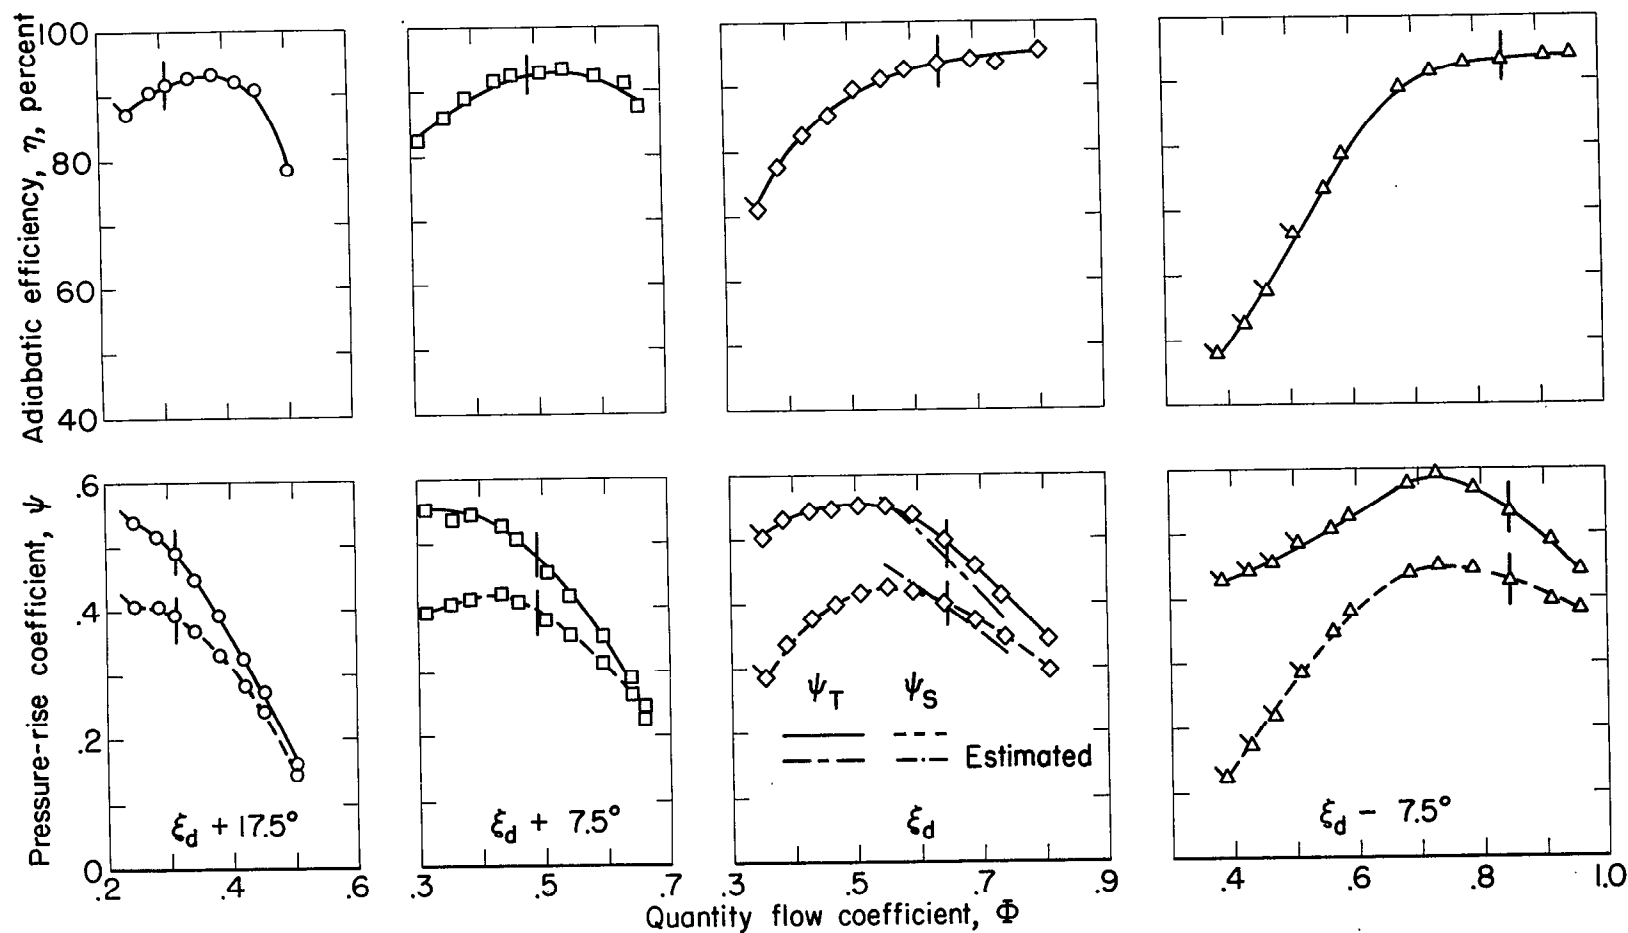 Adiabatic efficiency, η, percent
100
80
60
40
Pressure-rise coefficient, ψ
.6
.4
.2
0
ψT ψS
Estimated
ξd + 17.5°
ξd + 7.5°
ξd
ξd – 7.5°
.2 .4 .6
.3 .5 .7
.3 .5 .7 .9
.4 .6 .8 1.0
Quantity flow coefficient, Φ